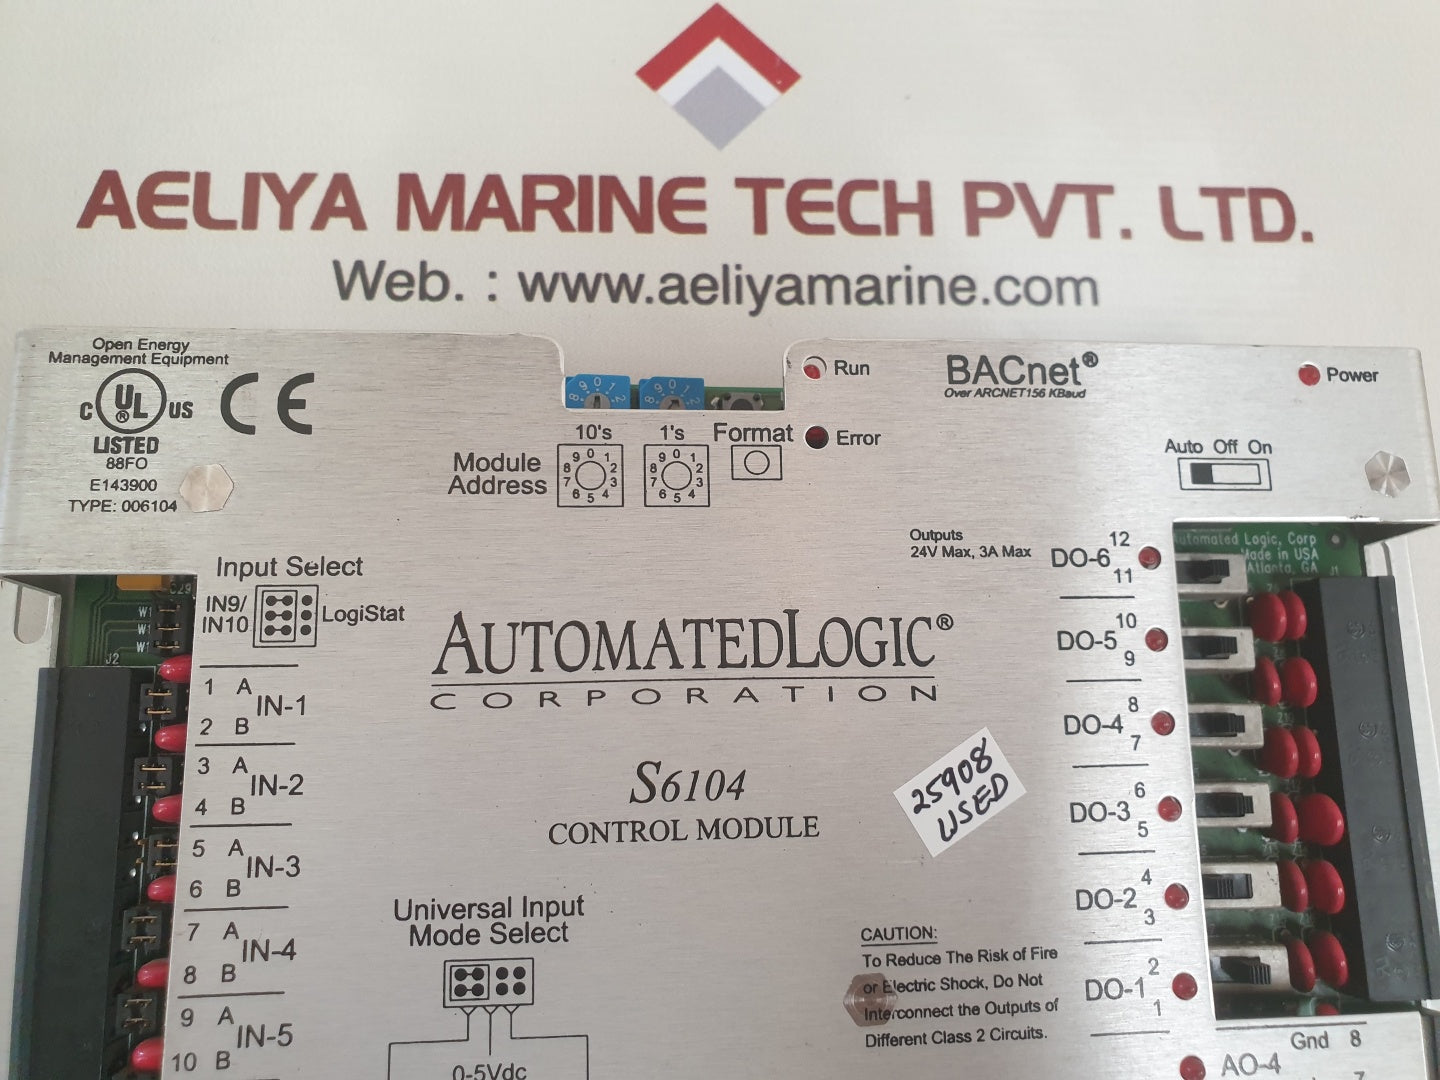 AELIYA MARINE TECH PVT. LTD.
Web. : www.aeliyamarine.com
Open Energy
Management Equipment
C UL® US
LISTED
88FO
E143900
TYPE: 006104
CE
Module
Address
10's
1's
Format
Run
Error
BACnet®
Over ARCNET156 KBaud
Power
Auto Off On
Outputs
24V Max, 3A Max
Input Select
IN9/
IN10
LogiStat
AUTOMATEDLOGIC®
CORPORATION
S6104
CONTROL MODULE
25908
USED
1 A
IN-1
2 B
3 A
IN-2
4 B
5 A
IN-3
6 B
7 A
IN-4
8 B
9 A
IN-5
10 B
Universal Input
Mode Select
0-5Vdc
CAUTION:
To Reduce The Risk of Fire
or Electric Shock, Do Not
Interconnect the Outputs of
Different Class 2 Circuits.
DO-6 12
11
DO-5 10
9
DO-4 8
7
DO-3 6
5
DO-2 4
3
DO-1 2
1
Gnd 8
AO-4
Automated Logic, Corp
Made in USA
Atlanta, GA
J1
J2